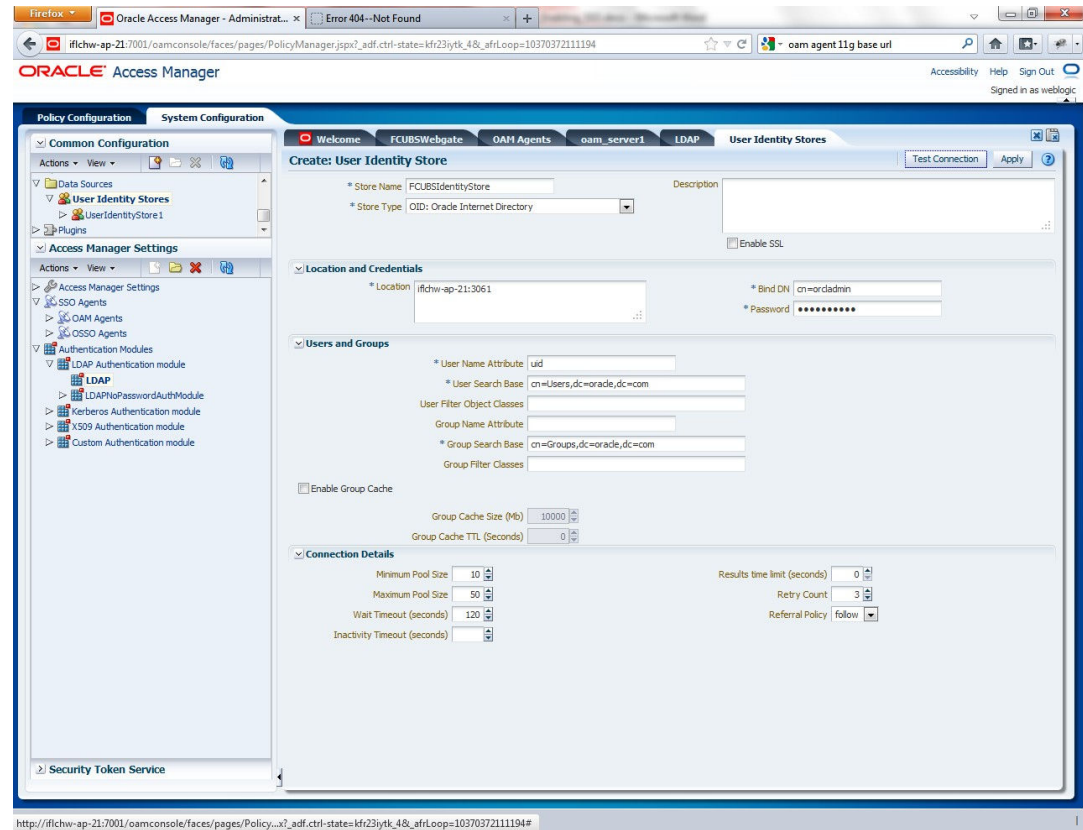 Firefox
Oracle Access Manager - Administrat... ×
Error 404--Not Found ×
+
iflchw-ap-21:7001/oamconsole/faces/pages/PolicyManager.jspx?_adf.ctrl-state=kfr23iytk_4&_afrLoop=10370372111194
oam agent 11g base url
ORACLE Access Manager
Accessibility Help Sign Out
Signed in as weblogic
Policy Configuration System Configuration
Common Configuration
Actions View
Data Sources
User Identity Stores
UserIdentityStore1
Plugins
Access Manager Settings
Actions View
Access Manager Settings
SSO Agents
OAM Agents
OSSO Agents
Authentication Modules
LDAP Authentication module
LDAP
LDAPNoPasswordAuthModule
Kerberos Authentication module
X509 Authentication module
Custom Authentication module
Security Token Service
Welcome FCUBSWebgate OAM Agents oam_server1 LDAP User Identity Stores
Create: User Identity Store
Test Connection Apply ?
* Store Name FCUBSIdentityStore
* Store Type OID: Oracle Internet Directory
Description
Enable SSL
Location and Credentials
* Location iflchw-ap-21:3061
* Bind DN cn=orcladmin
* Password ●●●●●●●●●●
Users and Groups
* User Name Attribute uid
* User Search Base cn=Users,dc=oracle,dc=com
User Filter Object Classes
Group Name Attribute
* Group Search Base cn=Groups,dc=oracle,dc=com
Group Filter Classes
Enable Group Cache
Group Cache Size (Mb) 10000
Group Cache TTL (Seconds) 0
Connection Details
Minimum Pool Size 10
Maximum Pool Size 50
Wait Timeout (seconds) 120
Inactivity Timeout (seconds)
Results time limit (seconds) 0
Retry Count 3
Referral Policy follow
http://iflchw-ap-21:7001/oamconsole/faces/pages/Policy...x?_adf.ctrl-state=kfr23iytk_4&_afrLoop=10370372111194#